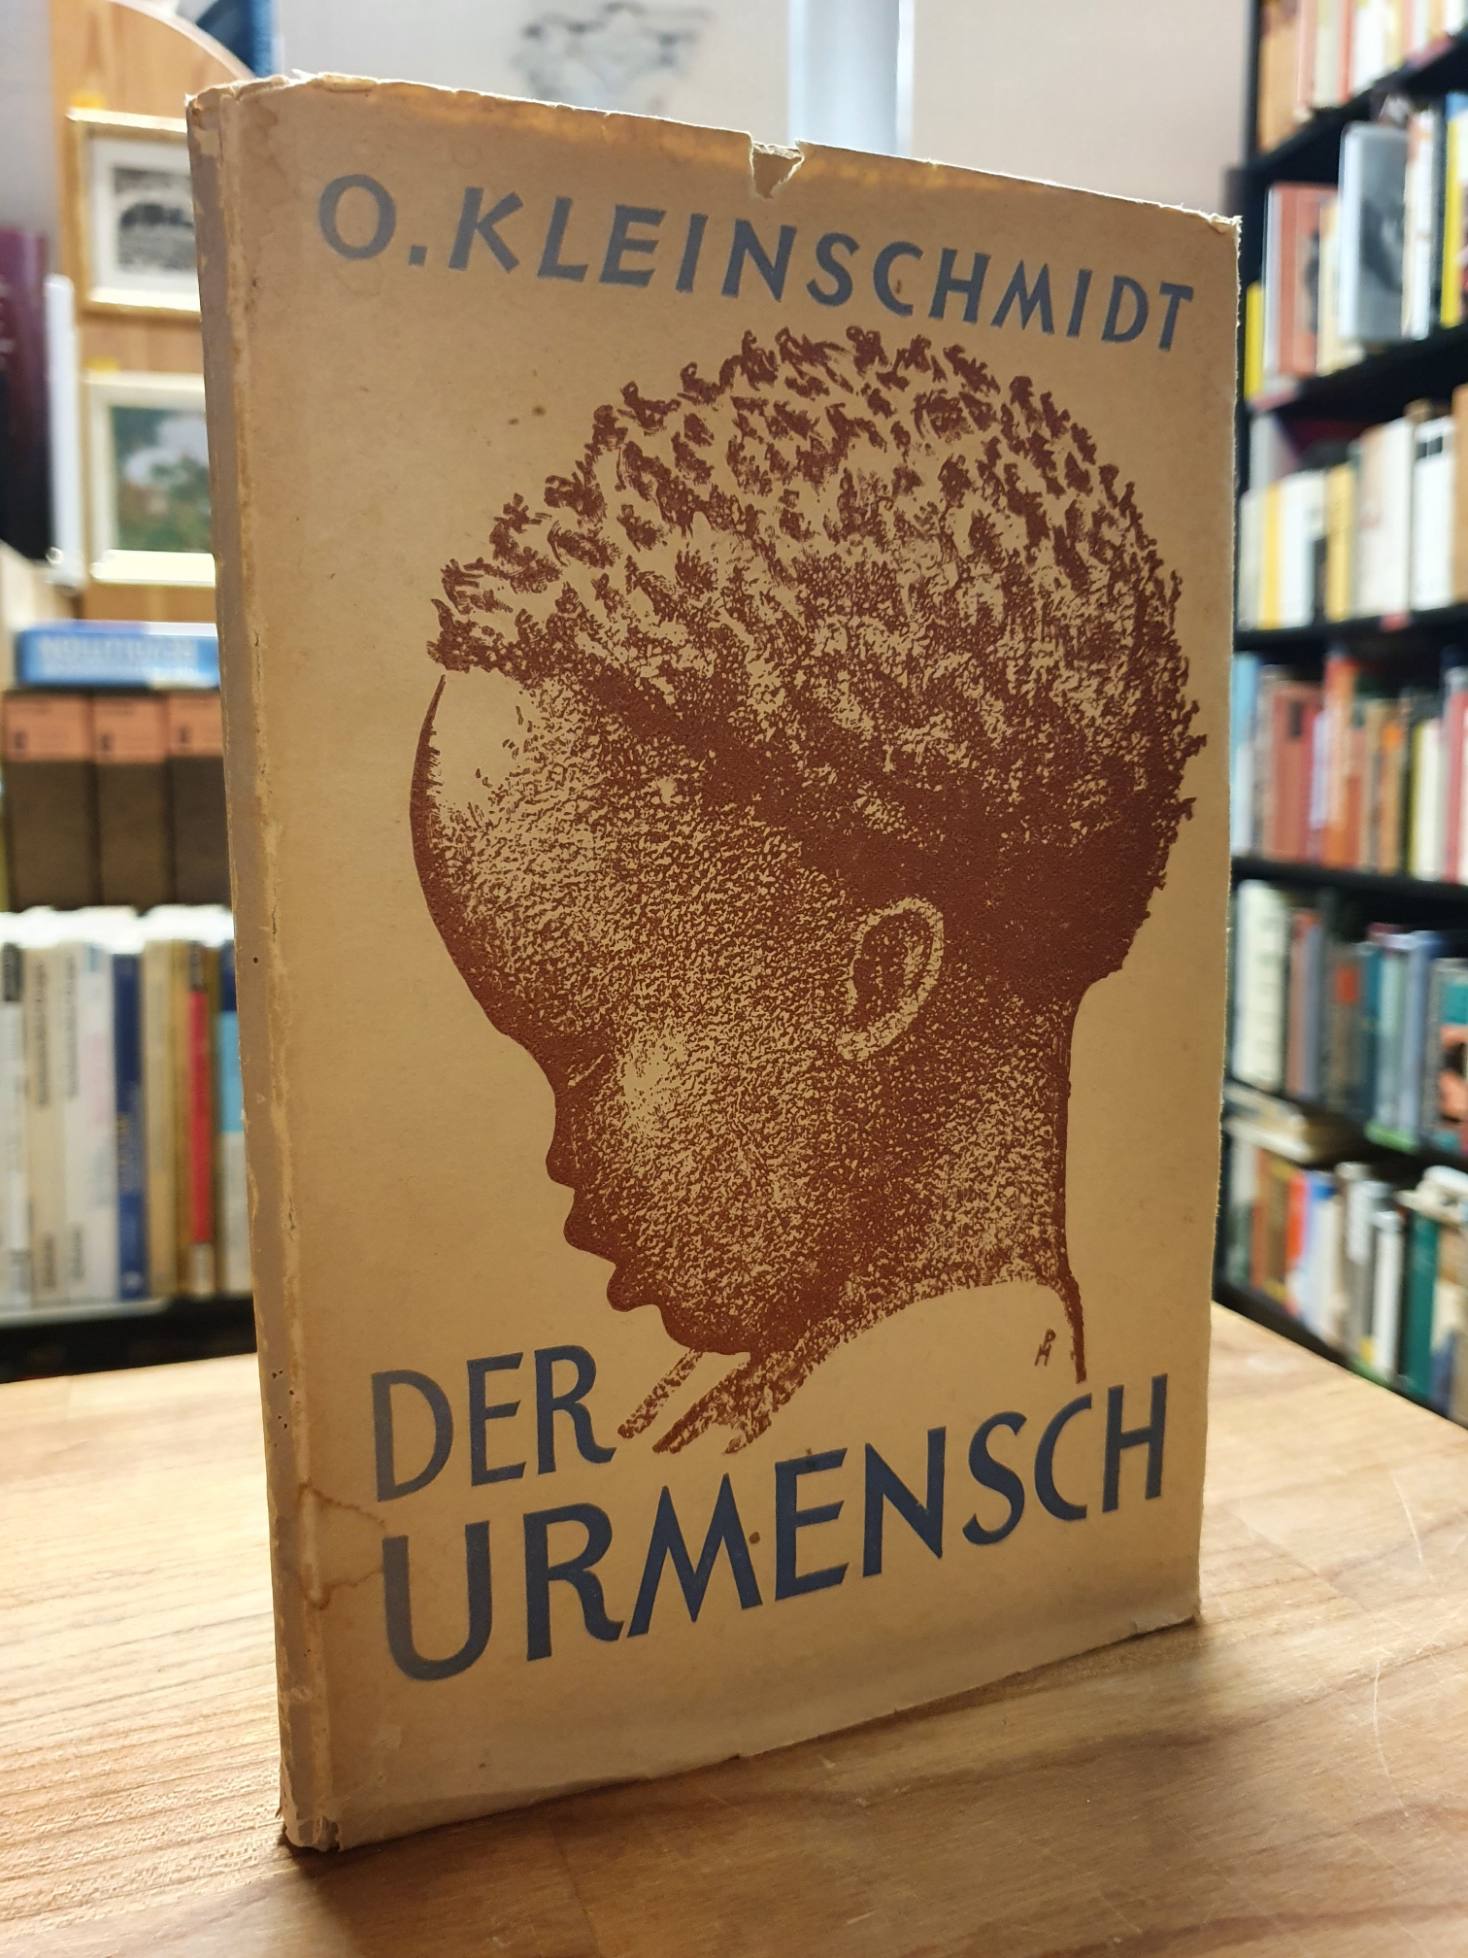 O. KLEINSCHMIDT
DER
URMENSCH